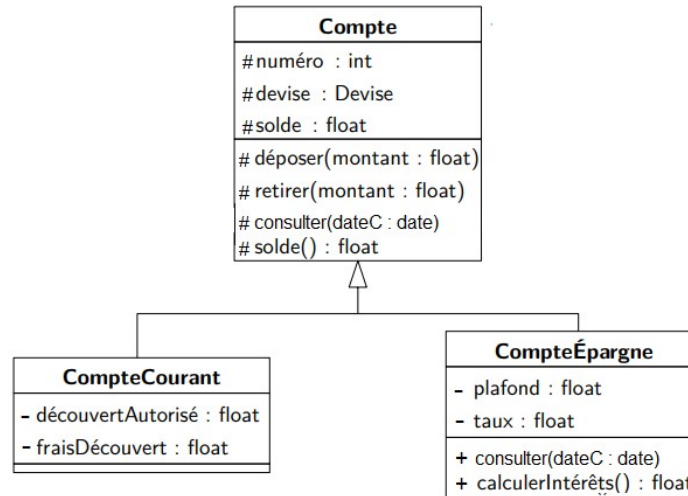 Compte
#numéro : int
#devise : Devise
#solde : float
# déposer(montant : float)
# retirer(montant : float)
# consulter(dateC : date)
# solde() : float
CompteCourant
- découvertAutorisé : float
- fraisDécouvert : float
CompteÉpargne
- plafond : float
- taux : float
+ consulter(dateC : date)
+ calculerIntérêts() : float